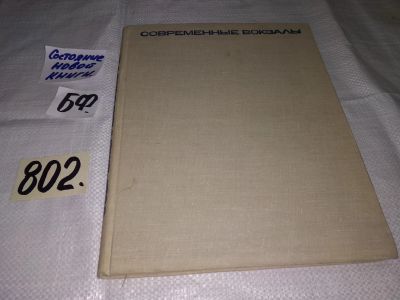 СОВРЕМЕННЫЕ ВОКЗАЛЫ
Состояние
новой
книги
БФ
802.